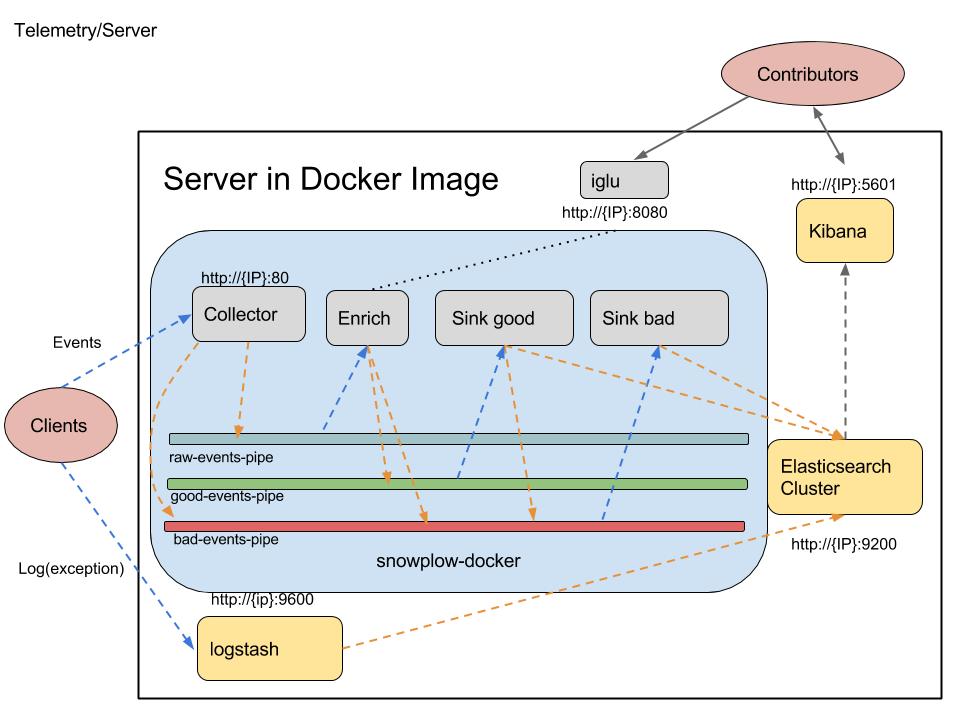 Telemetry/Server
Contributors
Server in Docker Image
iglu
http://{IP}:8080
http://{IP}:5601
Kibana
http://{IP}:80
Collector
Enrich
Sink good
Sink bad
Events
Clients
raw-events-pipe
good-events-pipe
bad-events-pipe
snowplow-docker
Elasticsearch
Cluster
http://{IP}:9200
Log(exception)
http://{ip}:9600
logstash